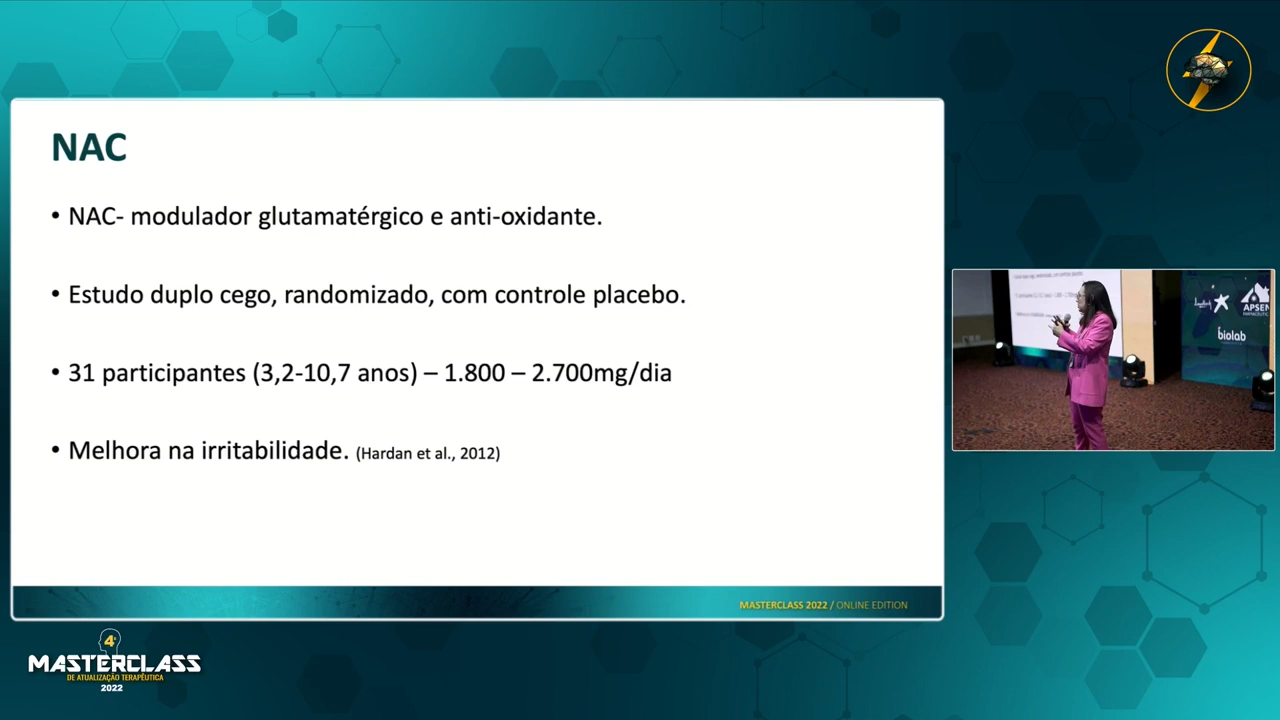 NAC
• NAC- modulador glutamatérgico e anti-oxidante.
• Estudo duplo cego, randomizado, com controle placebo.
• 31 participantes (3,2-10,7 anos) – 1.800 – 2.700mg/dia
• Melhora na irritabilidade. (Hardan et al., 2012)
MASTERCLASS 2022 / ONLINE EDITION
APSEN
FARMACEUTICA
biolab
4ª
MASTERCLASS
DE ATUALIZAÇÃO TERAPÊUTICA
2022